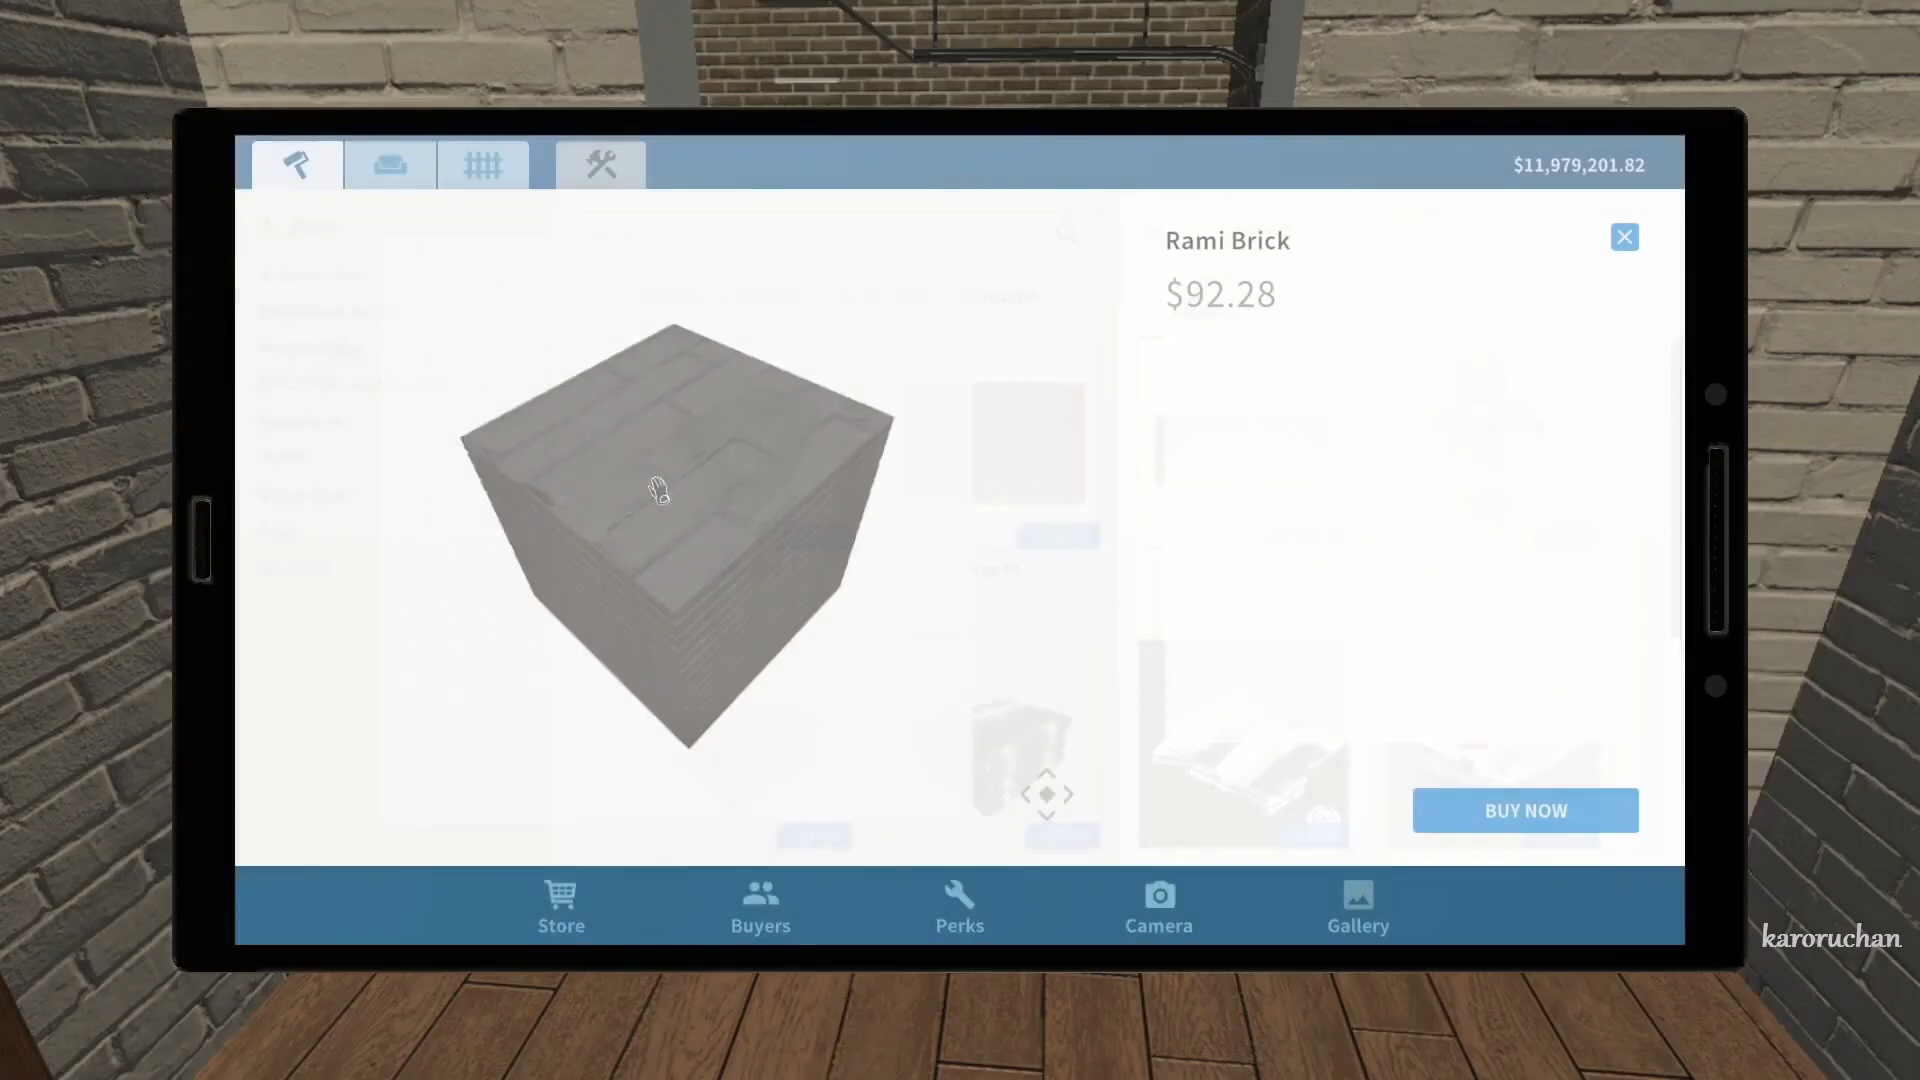 $11,979,201.82
Rami Brick
$92.28
BUY NOW
Store
Buyers
Perks
Camera
Gallery
karoruchan